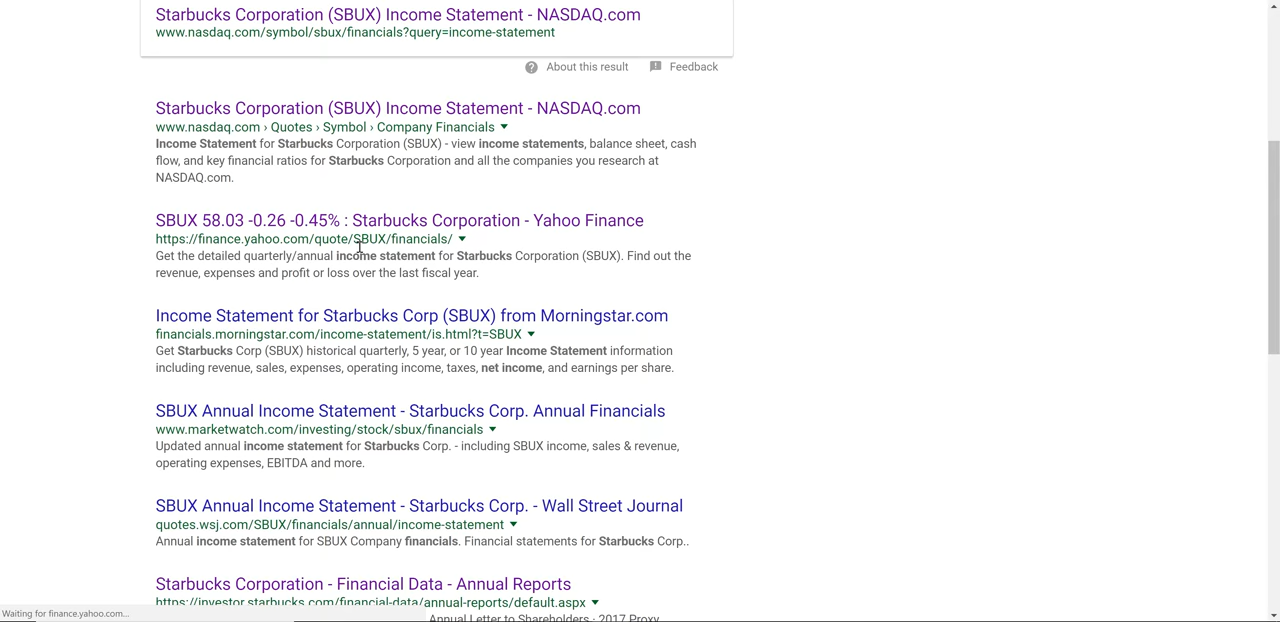 Starbucks Corporation (SBUX) Income Statement - NASDAQ.com
www.nasdaq.com/symbol/sbux/financials?query=income-statement
About this result Feedback
Starbucks Corporation (SBUX) Income Statement - NASDAQ.com
www.nasdaq.com › Quotes › Symbol › Company Financials
Income Statement for Starbucks Corporation (SBUX) - view income statements, balance sheet, cash
flow, and key financial ratios for Starbucks Corporation and all the companies you research at
NASDAQ.com.
SBUX 58.03 -0.26 -0.45% : Starbucks Corporation - Yahoo Finance
https://finance.yahoo.com/quote/SBUX/financials/
Get the detailed quarterly/annual income statement for Starbucks Corporation (SBUX). Find out the
revenue, expenses and profit or loss over the last fiscal year.
Income Statement for Starbucks Corp (SBUX) from Morningstar.com
financials.morningstar.com/income-statement/is.html?t=SBUX
Get Starbucks Corp (SBUX) historical quarterly, 5 year, or 10 year Income Statement information
including revenue, sales, expenses, operating income, taxes, net income, and earnings per share.
SBUX Annual Income Statement - Starbucks Corp. Annual Financials
www.marketwatch.com/investing/stock/sbux/financials
Updated annual income statement for Starbucks Corp. - including SBUX income, sales & revenue,
operating expenses, EBITDA and more.
SBUX Annual Income Statement - Starbucks Corp. - Wall Street Journal
quotes.wsj.com/SBUX/financials/annual/income-statement
Annual income statement for SBUX Company financials. Financial statements for Starbucks Corp..
Starbucks Corporation - Financial Data - Annual Reports
https://investor.starbucks.com/financial-data/annual-reports/default.aspx
Waiting for finance.yahoo.com...
Annual Letter to Shareholders · 2017 Proxy